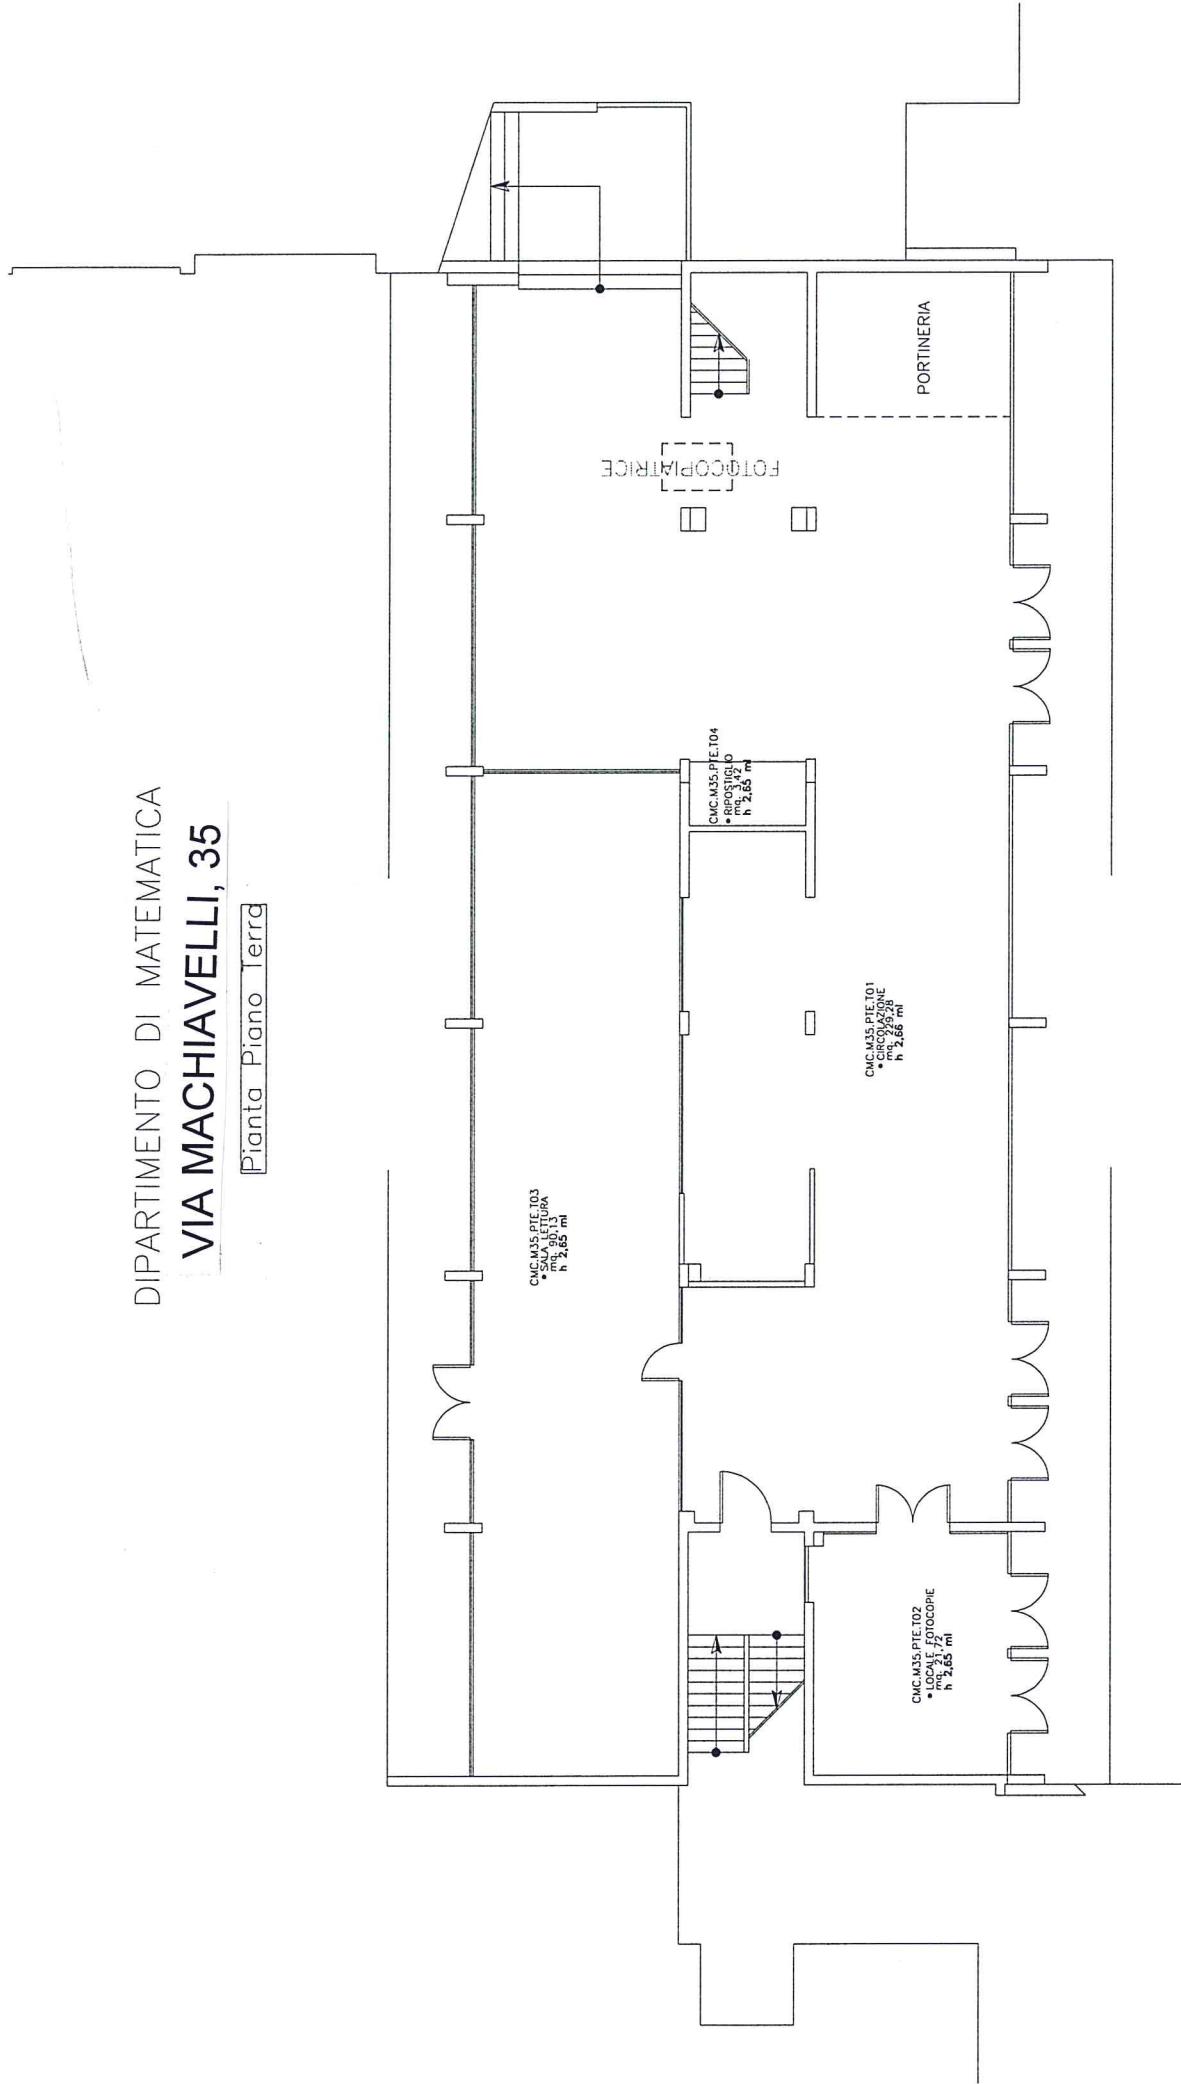 DIPARTIMENTO DI MATEMATICA
VIA MACHIAVELLI, 35
Pianta Piano Terra
PORTINERIA
FOTOCOPIATRICE
CMC.M35.PTE.T04
• RIPOSTIGLIO
mq. 3,42
h 2,65 ml
CMC.M35.PTE.T01
• CIRCOLAZIONE
mq. 229,28
h 2,66 ml
CMC.M35.PTE.T03
• SALA LETTURA
mq. 90,13
h 2,65 ml
CMC.M35.PTE.T02
• LOCALE FOTOCOPIE
mq. 21,72
h 2,65 ml